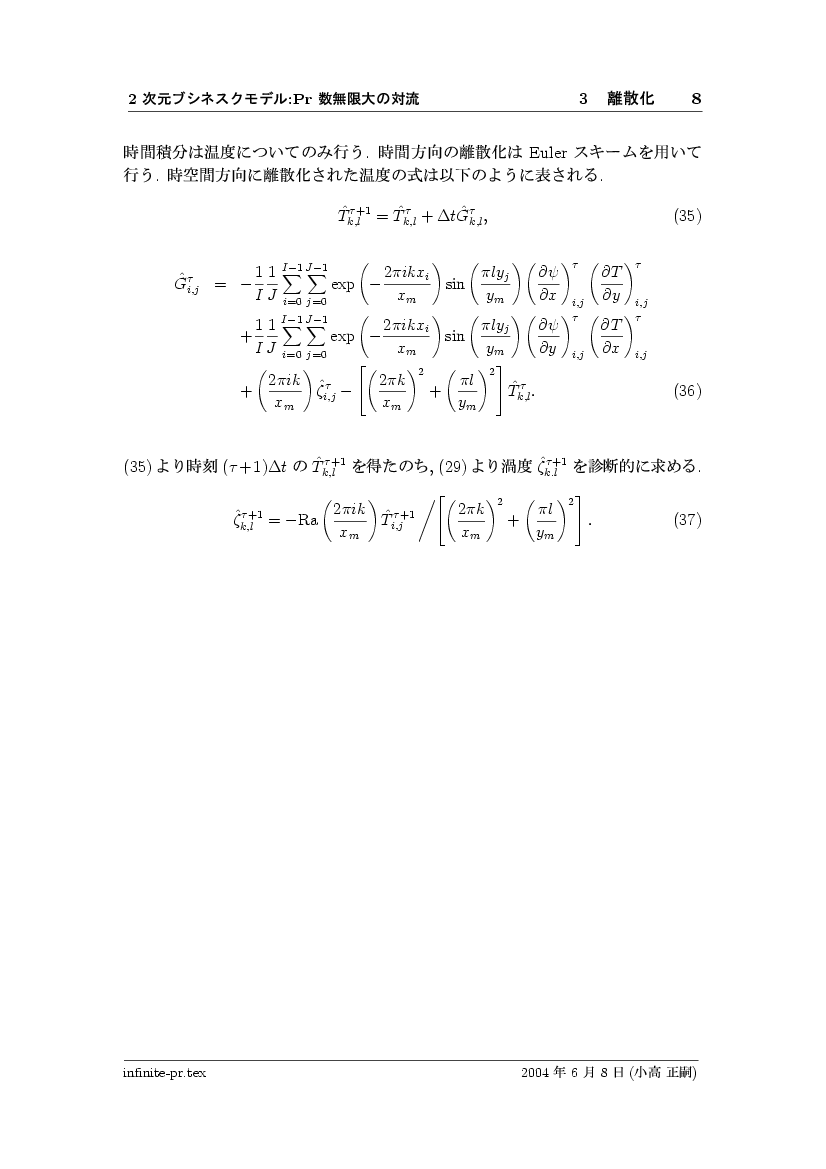 2 次元ブシネスクモデル:Pr 数無限大の対流 3 離散化 8
時間積分は温度についてのみ行う. 時間方向の離散化は Euler スキームを用いて
行う. 時空間方向に離散化された温度の式は以下のように表される.
$\hat{T}_{k,l}^{\tau+1} = \hat{T}_{k,l}^{\tau} + \Delta t \hat{G}_{k,l}^{\tau},$ (35)
$\hat{G}_{i,j}^{\tau} = -\frac{1}{I}\frac{1}{J}\sum_{i=0}^{I-1}\sum_{j=0}^{J-1} \exp\left(-\frac{2\pi ikx_i}{x_m}\right) \sin\left(\frac{\pi ly_j}{y_m}\right) \left(\frac{\partial \psi}{\partial x}\right)_{i,j}^{\tau} \left(\frac{\partial T}{\partial y}\right)_{i,j}^{\tau}$
$+\frac{1}{I}\frac{1}{J}\sum_{i=0}^{I-1}\sum_{j=0}^{J-1} \exp\left(-\frac{2\pi ikx_i}{x_m}\right) \sin\left(\frac{\pi ly_j}{y_m}\right) \left(\frac{\partial \psi}{\partial y}\right)_{i,j}^{\tau} \left(\frac{\partial T}{\partial x}\right)_{i,j}^{\tau}$
$+\left(\frac{2\pi ik}{x_m}\right) \hat{\zeta}_{i,j}^{\tau} - \left[\left(\frac{2\pi k}{x_m}\right)^2 + \left(\frac{\pi l}{y_m}\right)^2\right] \hat{T}_{k,l}^{\tau}.$ (36)
(35) より時刻 $(\tau+1)\Delta t$ の $\hat{T}_{k,l}^{\tau+1}$ を得たのち, (29) より渦度 $\hat{\zeta}_{k.l}^{\tau+1}$ を診断的に求める.
$\hat{\zeta}_{k,l}^{\tau+1} = -\mathrm{Ra}\left(\frac{2\pi ik}{x_m}\right) \hat{T}_{i,j}^{\tau+1} \bigg/ \left[\left(\frac{2\pi k}{x_m}\right)^2 + \left(\frac{\pi l}{y_m}\right)^2\right].$ (37)
infinite-pr.tex 2004 年 6 月 8 日 (小高 正嗣)